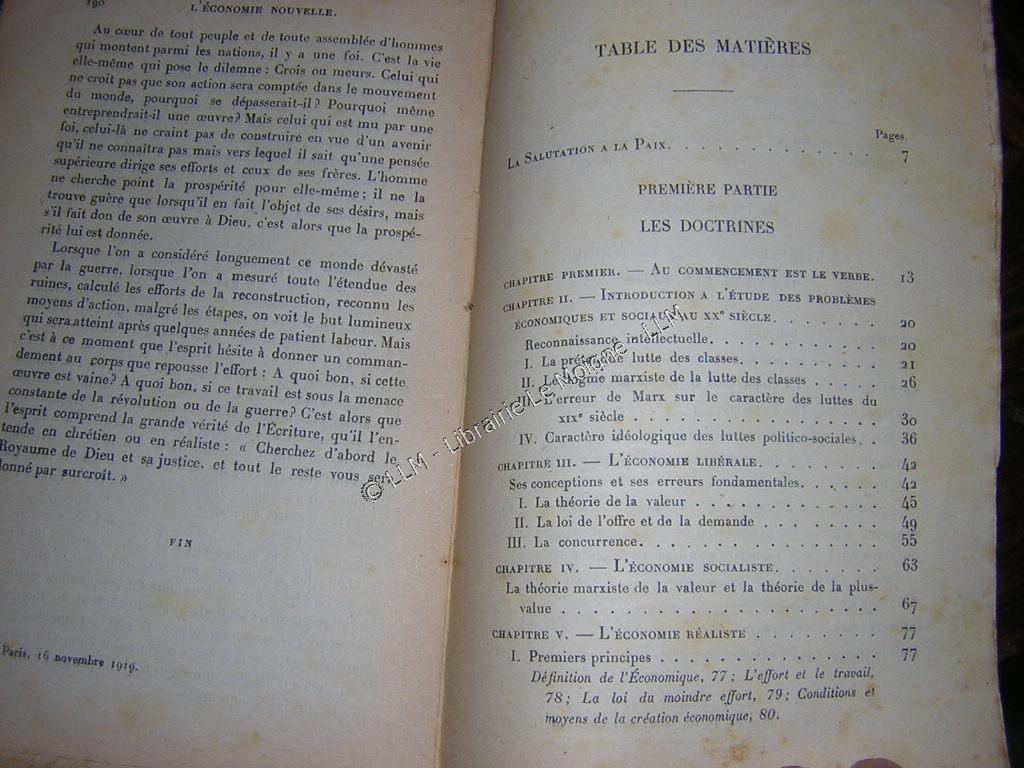 190
L'ÉCONOMIE NOUVELLE.
Au cœur de tout peuple et de toute assemblée d'hommes
qui montent parmi les nations, il y a une foi. C'est la vie
elle-même qui pose le dilemne : Crois ou meurs. Celui qui
ne croit pas que son action sera comptée dans le mouvement
du monde, pourquoi se dépasserait-il ? Pourquoi même
entreprendrait-il une œuvre ? Mais celui qui est mu par une
foi, celui-là ne craint pas de construire en vue d'un avenir
qu'il ne connaîtra pas mais vers lequel il sait qu'une pensée
supérieure dirige ses efforts et ceux de ses frères. L'homme
ne cherche point la prospérité pour elle-même ; il ne la
trouve guère que lorsqu'il en fait l'objet de ses désirs, mais
s'il fait don de son œuvre à Dieu, c'est alors que la prospé-
rité lui est donnée.
Lorsque l'on a considéré longuement ce monde dévasté
par la guerre, lorsque l'on a mesuré toute l'étendue des
ruines, calculé les efforts de la reconstruction, reconnu les
moyens d'action, malgré les étapes, on voit le but lumineux
qui sera atteint après quelques années de patient labeur. Mais
c'est à ce moment que l'esprit hésite à donner un comman-
dement au corps que repousse l'effort : A quoi bon, si cette
œuvre est vaine ? A quoi bon, si ce travail est sous la menace
constante de la révolution ou de la guerre ? C'est alors que
l'esprit comprend la grande vérité de l'Écriture, qu'il l'en-
tende en chrétien ou en réaliste : « Cherchez d'abord le
Royaume de Dieu et sa justice, et tout le reste vous sera
donné par surcroît. »
FIN
Paris, 16 novembre 1919.
TABLE DES MATIÈRES
Pages.
LA SALUTATION A LA PAIX. . . . . . . . . . . . . 7
PREMIÈRE PARTIE
LES DOCTRINES
CHAPITRE PREMIER. — AU COMMENCEMENT EST LE VERBE. 13
CHAPITRE II. — INTRODUCTION A L'ÉTUDE DES PROBLÈMES
ÉCONOMIQUES ET SOCIAUX AU XXe SIÈCLE. . . . . . . 20
Reconnaissance intellectuelle. . . . . . . . . . . 20
I. La prétendue lutte des classes. . . . . . . . . 21
II. Le dogme marxiste de la lutte des classes . . . . . 26
III. L'erreur de Marx sur le caractère des luttes du
XIXe siècle . . . . . . . . . . . . . . . . 30
IV. Caractère idéologique des luttes politico-sociales. . 36
CHAPITRE III. — L'ÉCONOMIE LIBÉRALE. . . . . . . . 42
Ses conceptions et ses erreurs fondamentales. . . . . . 42
I. La théorie de la valeur . . . . . . . . . . . . 45
II. La loi de l'offre et de la demande . . . . . . . . 49
III. La concurrence. . . . . . . . . . . . . . . 55
CHAPITRE IV. — L'ÉCONOMIE SOCIALISTE. . . . . . . 63
La théorie marxiste de la valeur et la théorie de la plus-
value . . . . . . . . . . . . . . . . . . . . 67
CHAPITRE V. — L'ÉCONOMIE RÉALISTE . . . . . . . . 77
I. Premiers principes . . . . . . . . . . . . . . 77
Définition de l'Économique, 77 ; L'effort et le travail,
78 ; La loi du moindre effort, 79 ; Conditions et
moyens de la création économique, 80.
© LLM - Librairie Le Moigne - LLM